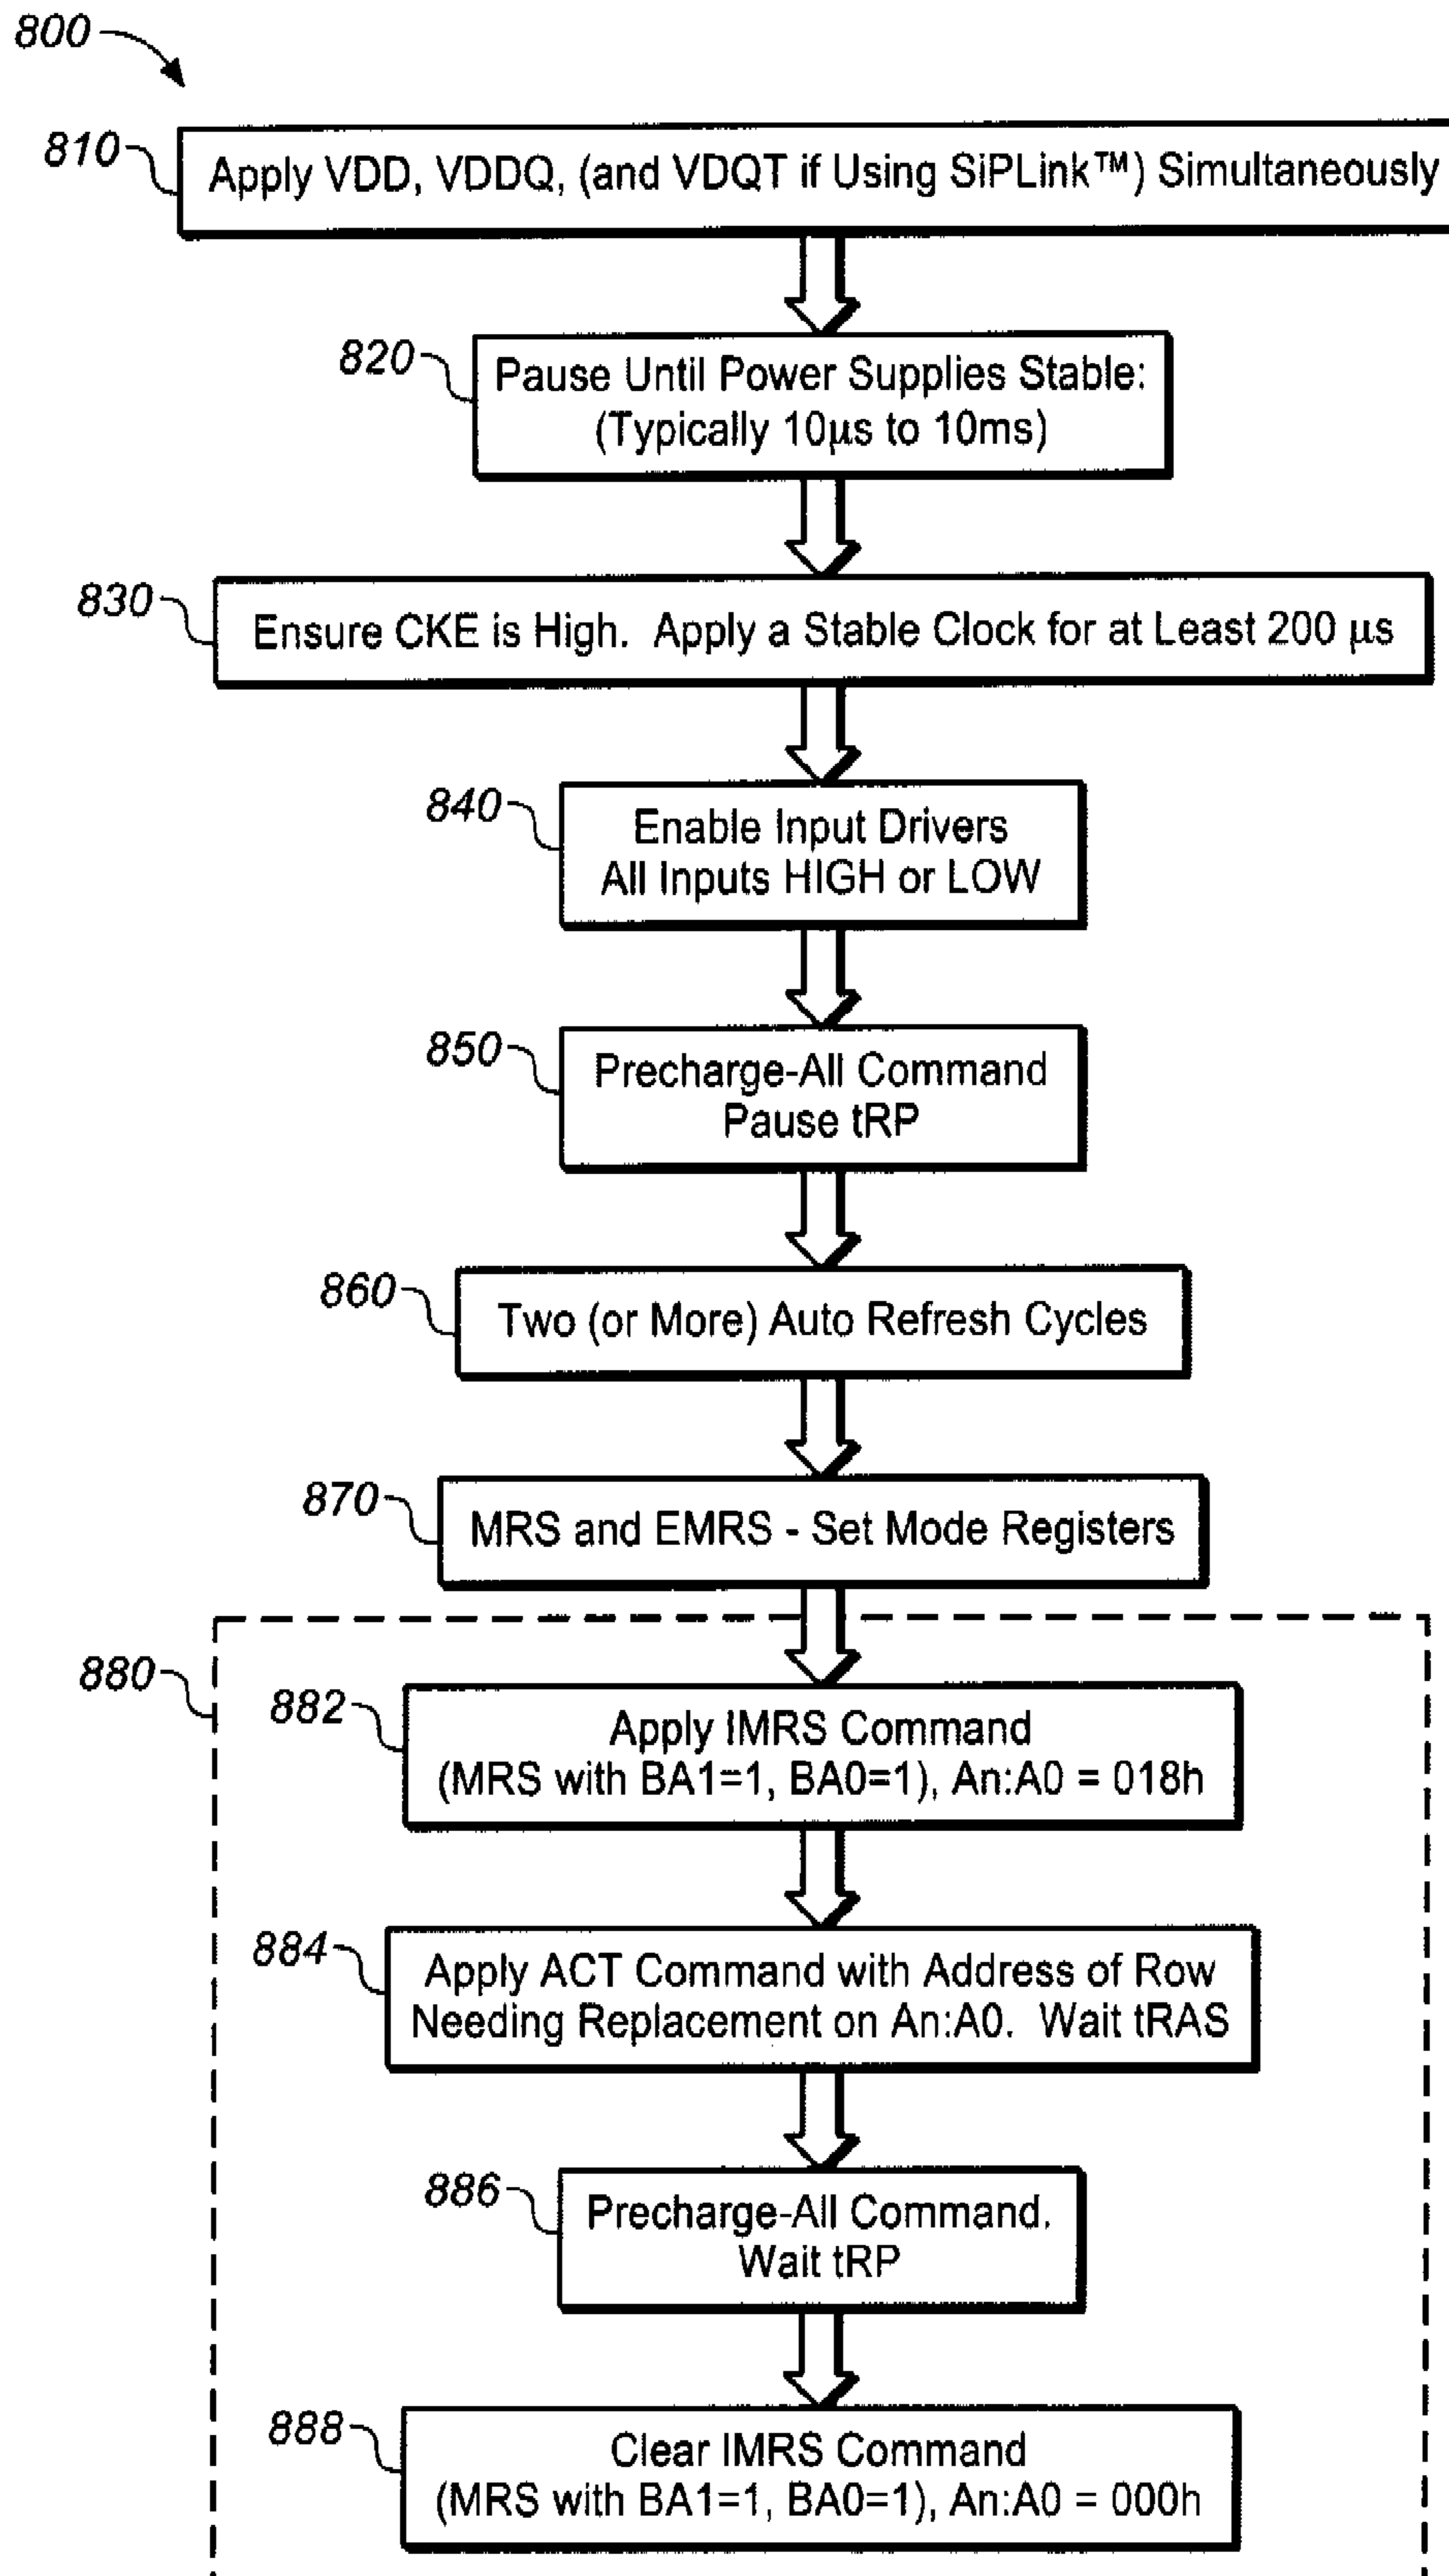 800
810
Apply VDD, VDDQ, (and VDQT if Using SiPLink™) Simultaneously
820
Pause Until Power Supplies Stable:
(Typically 10μs to 10ms)
830
Ensure CKE is High. Apply a Stable Clock for at Least 200 μs
840
Enable Input Drivers
All Inputs HIGH or LOW
850
Precharge-All Command
Pause tRP
860
Two (or More) Auto Refresh Cycles
870
MRS and EMRS - Set Mode Registers
880
882
Apply IMRS Command
(MRS with BA1=1, BA0=1), An:A0 = 018h
884
Apply ACT Command with Address of Row
Needing Replacement on An:A0. Wait tRAS
886
Precharge-All Command.
Wait tRP
888
Clear IMRS Command
(MRS with BA1=1, BA0=1), An:A0 = 000h